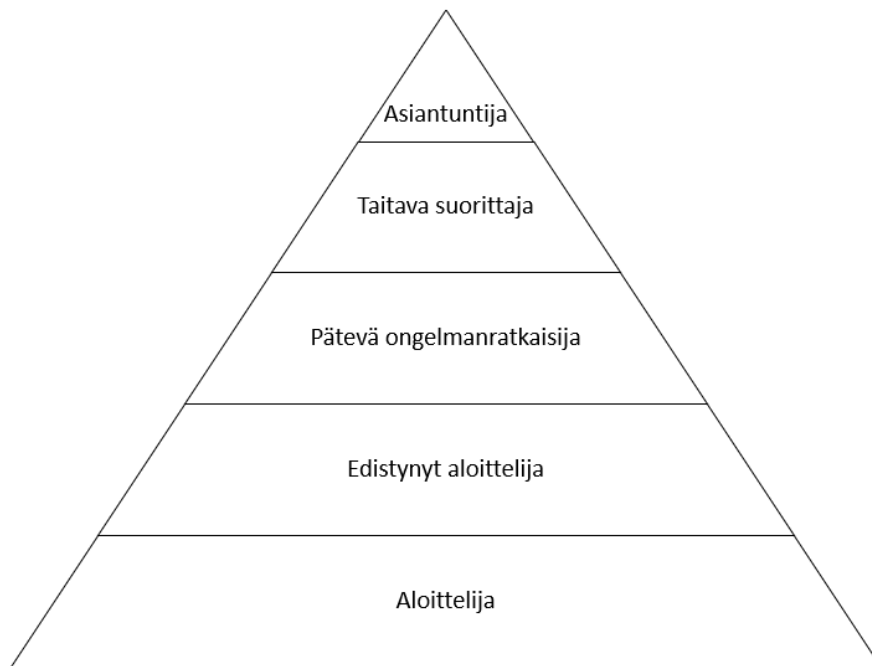 Asiantuntija
Taitava suorittaja
Pätevä ongelmanratkaisija
Edistynyt aloittelija
Aloittelija